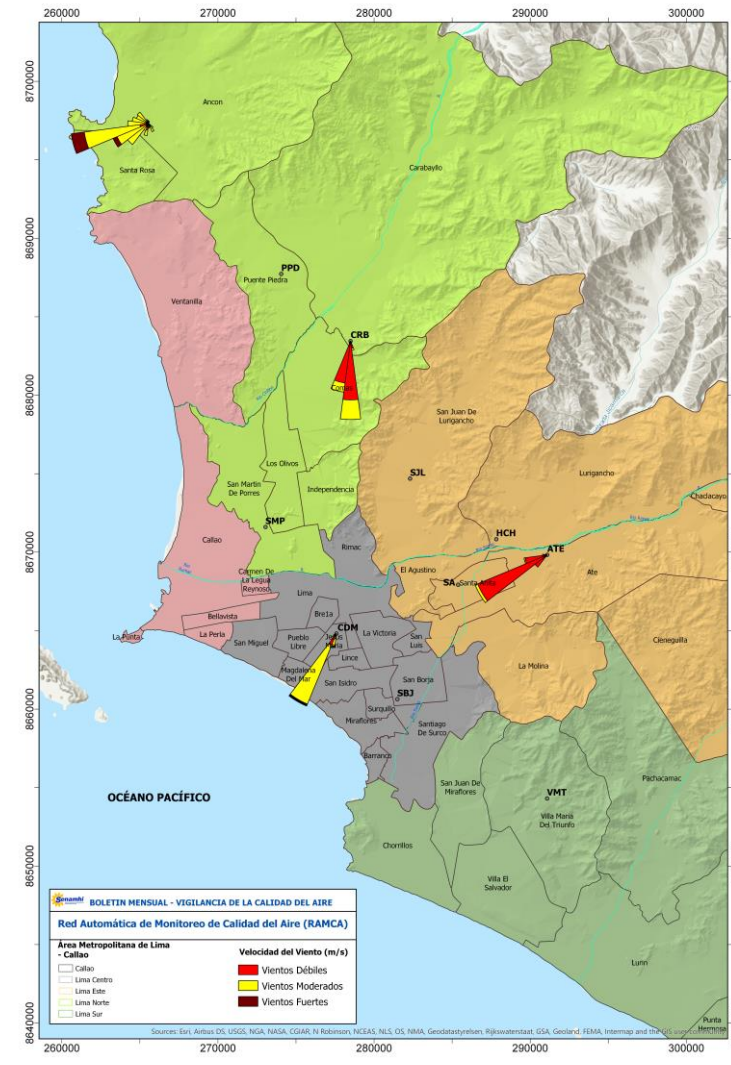 260000 270000 280000 290000 300000
8700000
8690000
8680000
8670000
8660000
8650000
8640000
Ancon
Santa Rosa
Carabayllo
PPD
Puente Piedra
Ventanilla
CRB
Comas
San Juan De
Lurigancho
Los Olivos
SJL
Lurigancho
San Martin
De Porres
Independencia
Chaclacayo
SMP
HCH
Callao
Rimac
ATE
Carmen De
La Legua
Reynoso
El Agustino
SA
Santa Anita
Ate
Lima
Bellavista
Bre1a
La Punta
La Perla
CDM
San Miguel
Pueblo
Libre
Jesus
Maria
La Victoria
San
Luis
Cieneguilla
Lince
La Molina
Magdalena
Del Mar
San Isidro
San Borja
SBJ
Surquillo
Miraflores
Santiago
De Surco
Barranco
OCÉANO PACÍFICO
San Juan De
Miraflores
Pachacamac
VMT
Villa Maria
Del Triunfo
Chorrillos
Villa El
Salvador
Lurin
Punta
Hermosa
Senamhi
BOLETIN MENSUAL - VIGILANCIA DE LA CALIDAD DEL AIRE
Red Automática de Monitoreo de Calidad del Aire (RAMCA)
Área Metropolitana de Lima
- Callao
Callao
Lima Centro
Lima Este
Lima Norte
Lima Sur
Velocidad del Viento (m/s)
Vientos Débiles
Vientos Moderados
Vientos Fuertes
Sources: Esri, Airbus DS, USGS, NGA, NASA, CGIAR, N Robinson, NCEAS, NLS, OS, NMA, Geodatastyrelsen, Rijkswaterstaat, GSA, Geoland, FEMA, Intermap and the GIS user community
260000 270000 280000 290000 300000